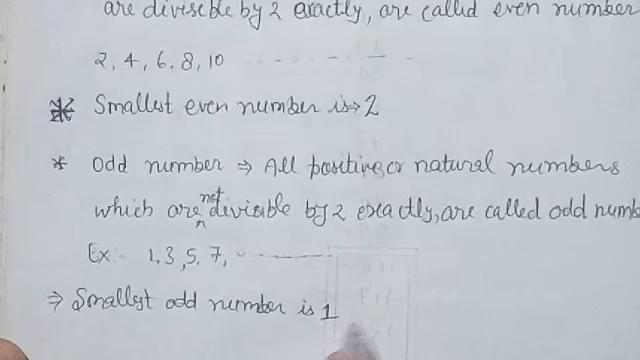 are divisible by 2 exactly, are called even number
2, 4, 6, 8, 10 - - - - - - - - -
* Smallest even number is → 2
* Odd number ⇒ All positive or natural numbers
which are not divisible by 2 exactly, are called odd numb
Ex:- 1, 3, 5, 7, ----------
⇒ Smallest odd number is 1